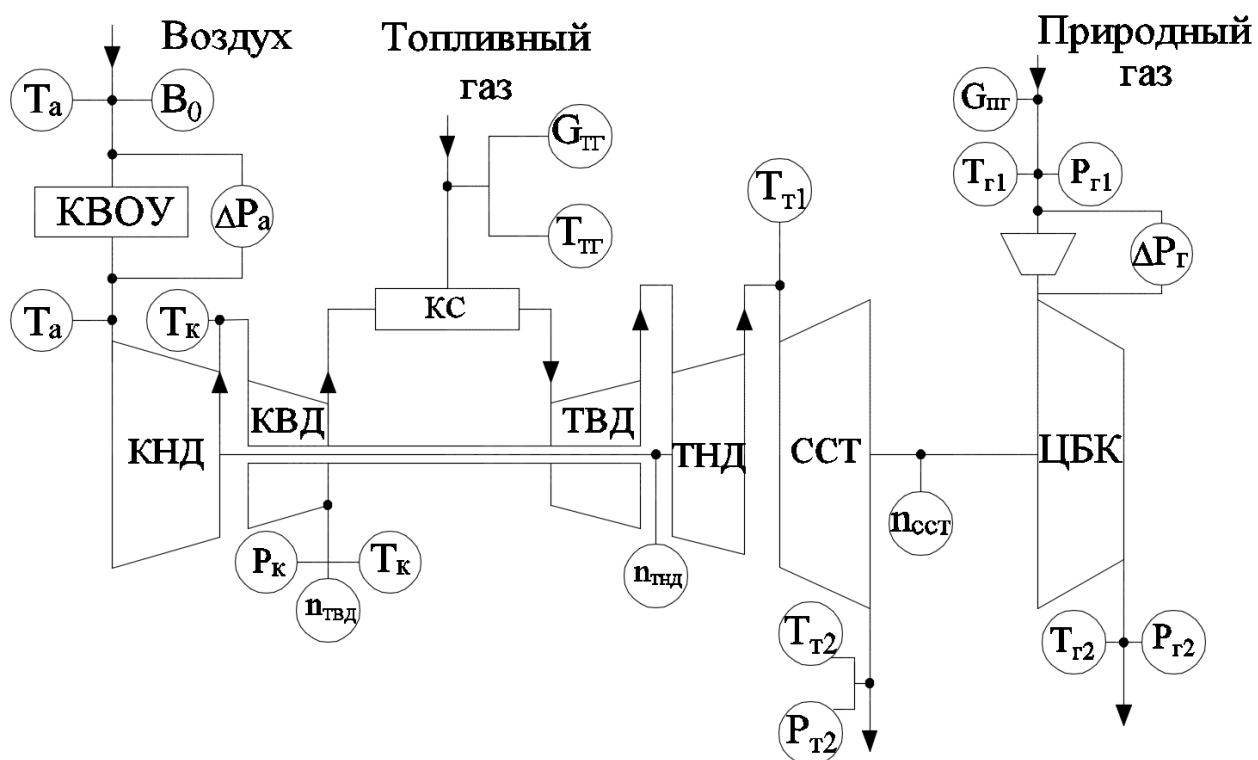 Воздух
Топливный
газ
Природный
газ
Tа
B0
Gпг
Gтг
Tг1
Pг1
Tт1
КВОУ
ΔPа
Tтг
ΔPг
Tа
Tк
КС
КВД
ТВД
КНД
ТНД
ССТ
ЦБК
nсст
Pк
Tк
nтнд
nТВД
Tт2
Tг2
Pг2
Pт2